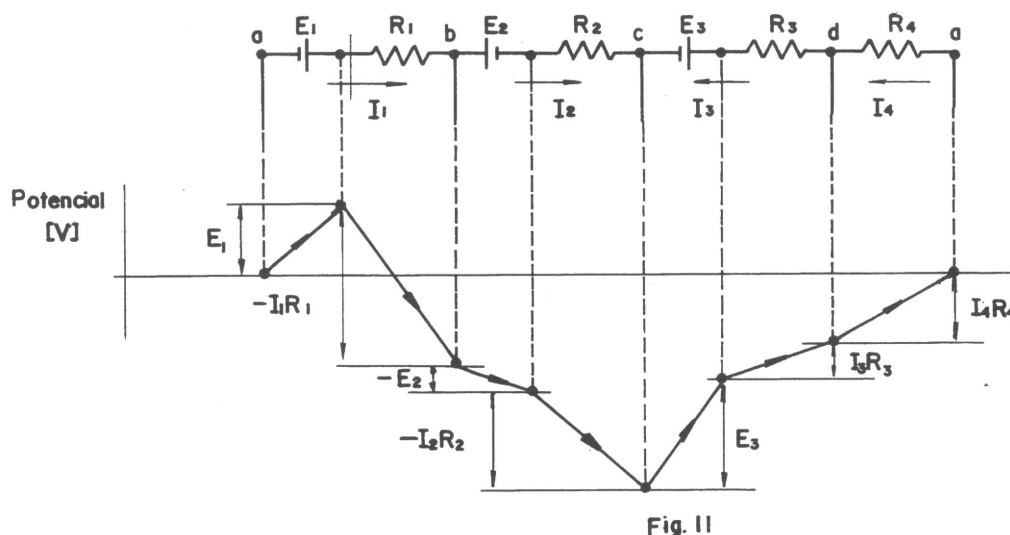 a E₁ R₁ b E₂ R₂ c E₃ R₃ d R₄ a
I₁ I₂ I₃ I₄
Potencial
[V]
E₁
-I₁R₁
-E₂
-I₂R₂
E₃
I₃R₃
I₄R₄
Fig. 11